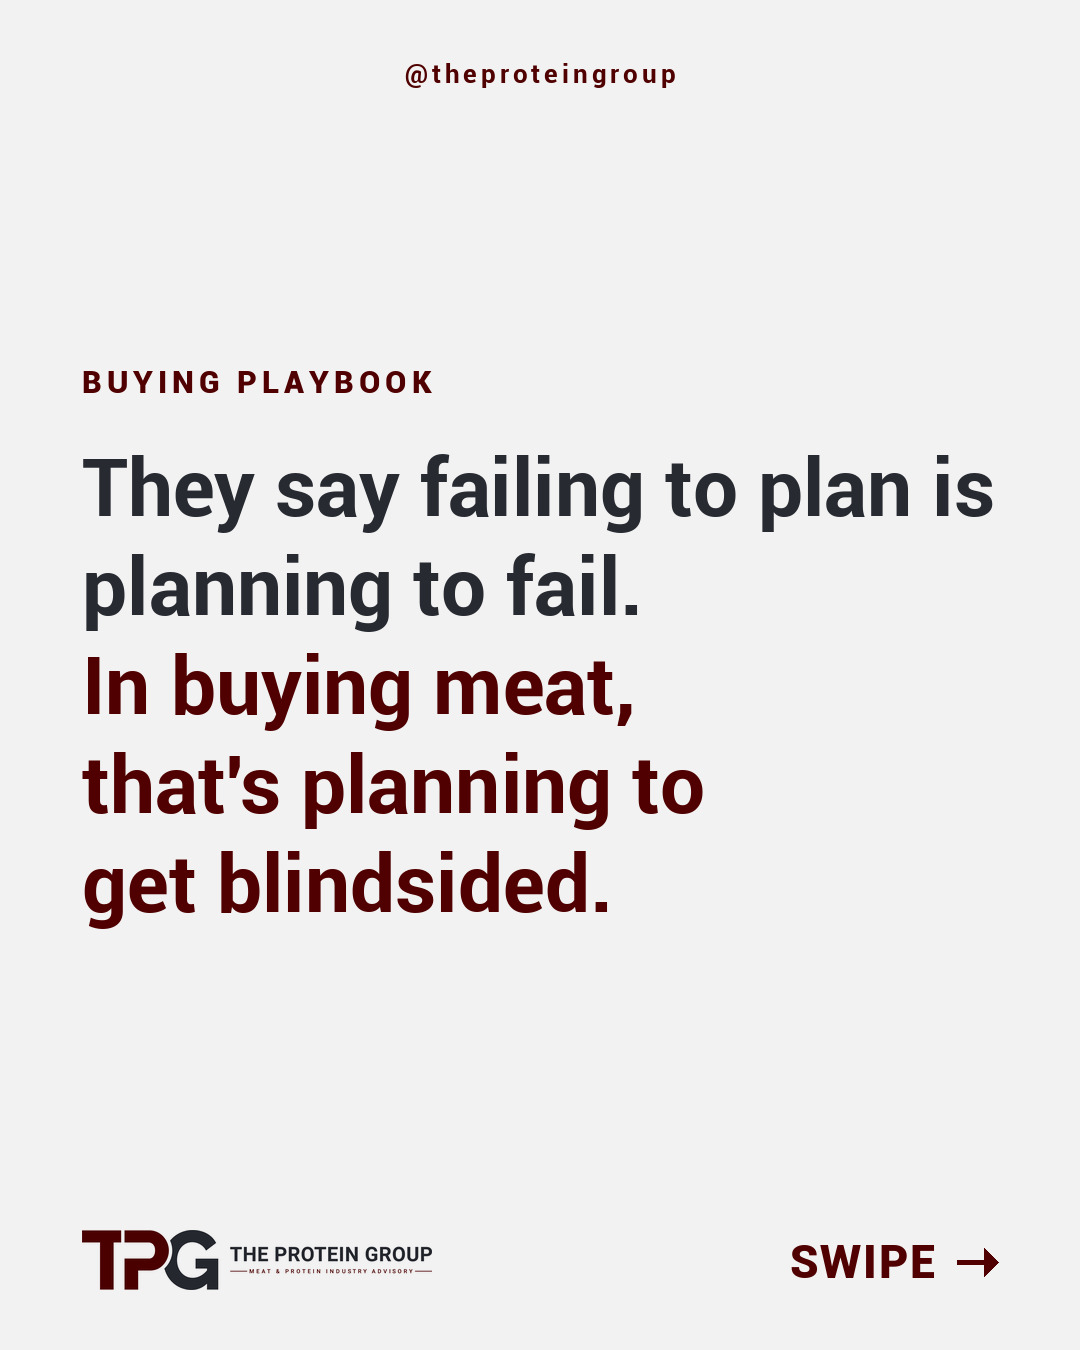 @theproteingroup
BUYING PLAYBOOK
They say failing to plan is
planning to fail.
In buying meat,
that's planning to
get blindsided.
TPG THE PROTEIN GROUP
MEAT & PROTEIN INDUSTRY ADVISORY
SWIPE →